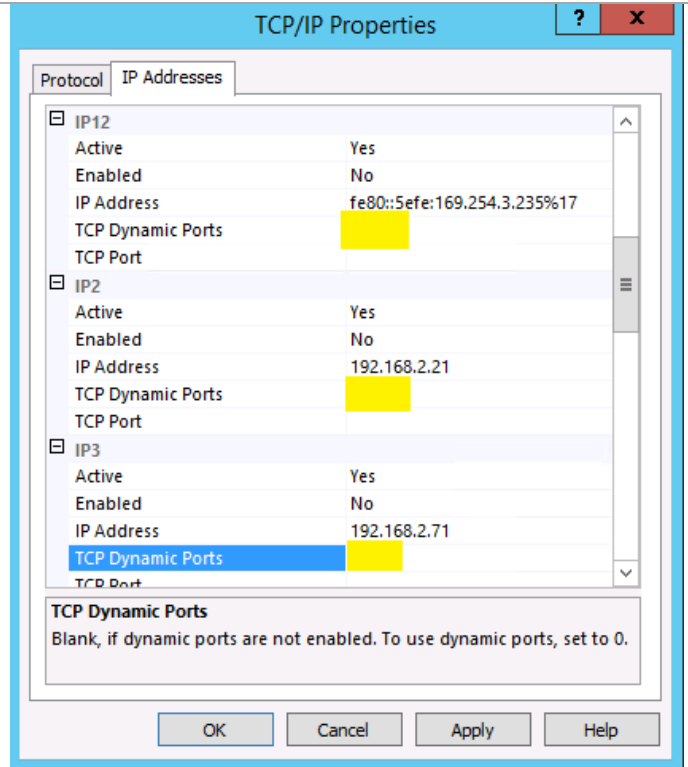 TCP/IP Properties
? x
Protocol IP Addresses
IP12
Active Yes
Enabled No
IP Address fe80::5efe:169.254.3.235%17
TCP Dynamic Ports
TCP Port
IP2
Active Yes
Enabled No
IP Address 192.168.2.21
TCP Dynamic Ports
TCP Port
IP3
Active Yes
Enabled No
IP Address 192.168.2.71
TCP Dynamic Ports
TCP Port
TCP Dynamic Ports
Blank, if dynamic ports are not enabled. To use dynamic ports, set to 0.
OK Cancel Apply Help